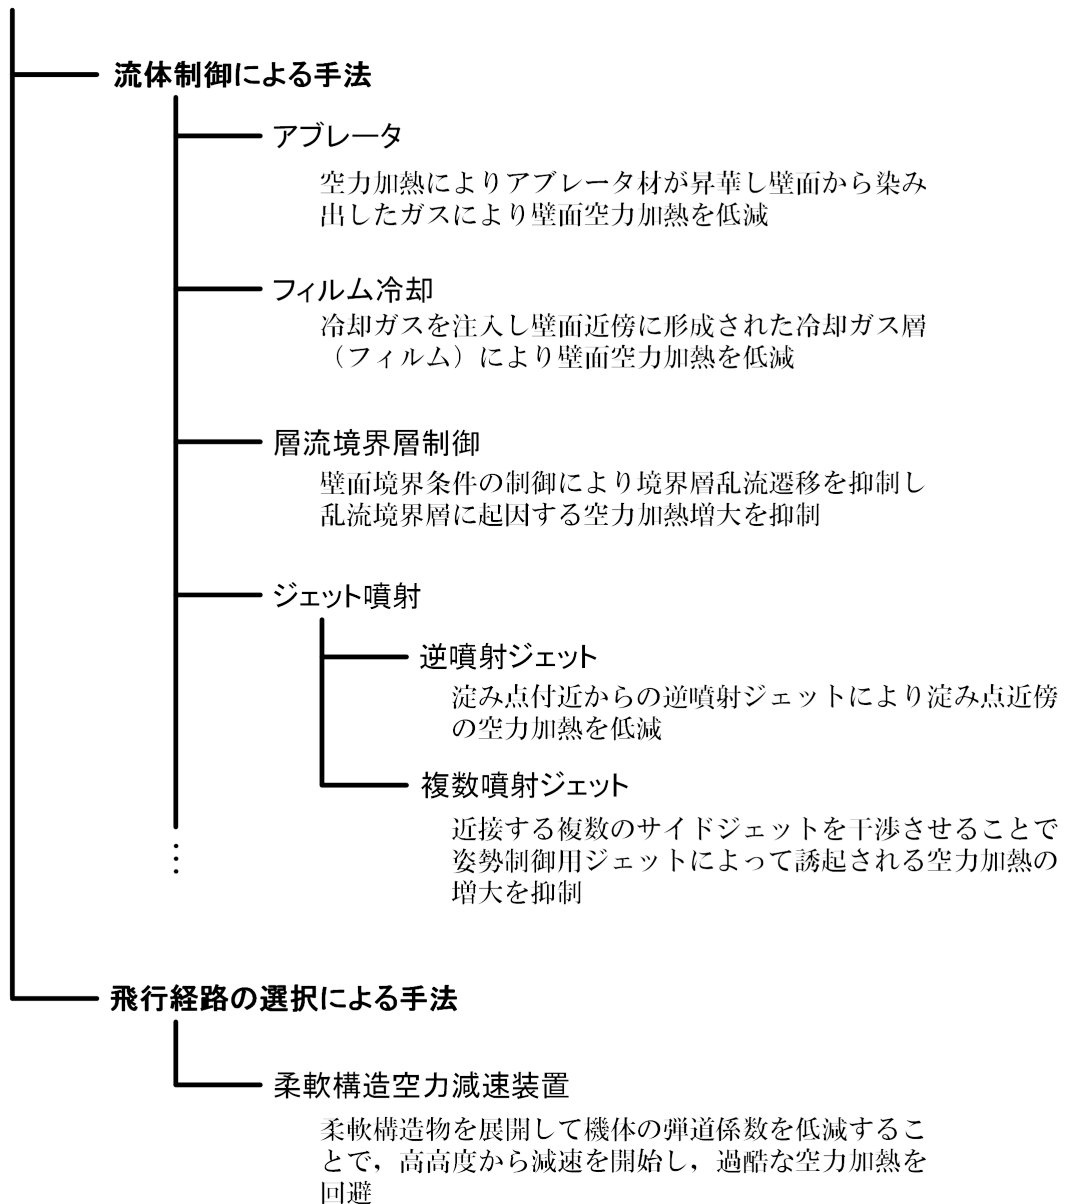 流体制御による手法
アブレータ
空力加熱によりアブレータ材が昇華し壁面から染み
出したガスにより壁面空力加熱を低減
フィルム冷却
冷却ガスを注入し壁面近傍に形成された冷却ガス層
（フィルム）により壁面空力加熱を低減
層流境界層制御
壁面境界条件の制御により境界層乱流遷移を抑制し
乱流境界層に起因する空力加熱増大を抑制
ジェット噴射
逆噴射ジェット
淀み点付近からの逆噴射ジェットにより淀み点近傍
の空力加熱を低減
複数噴射ジェット
近接する複数のサイドジェットを干渉させることで
姿勢制御用ジェットによって誘起される空力加熱の
増大を抑制
飛行経路の選択による手法
柔軟構造空力減速装置
柔軟構造物を展開して機体の弾道係数を低減するこ
とで，高高度から減速を開始し，過酷な空力加熱を
回避